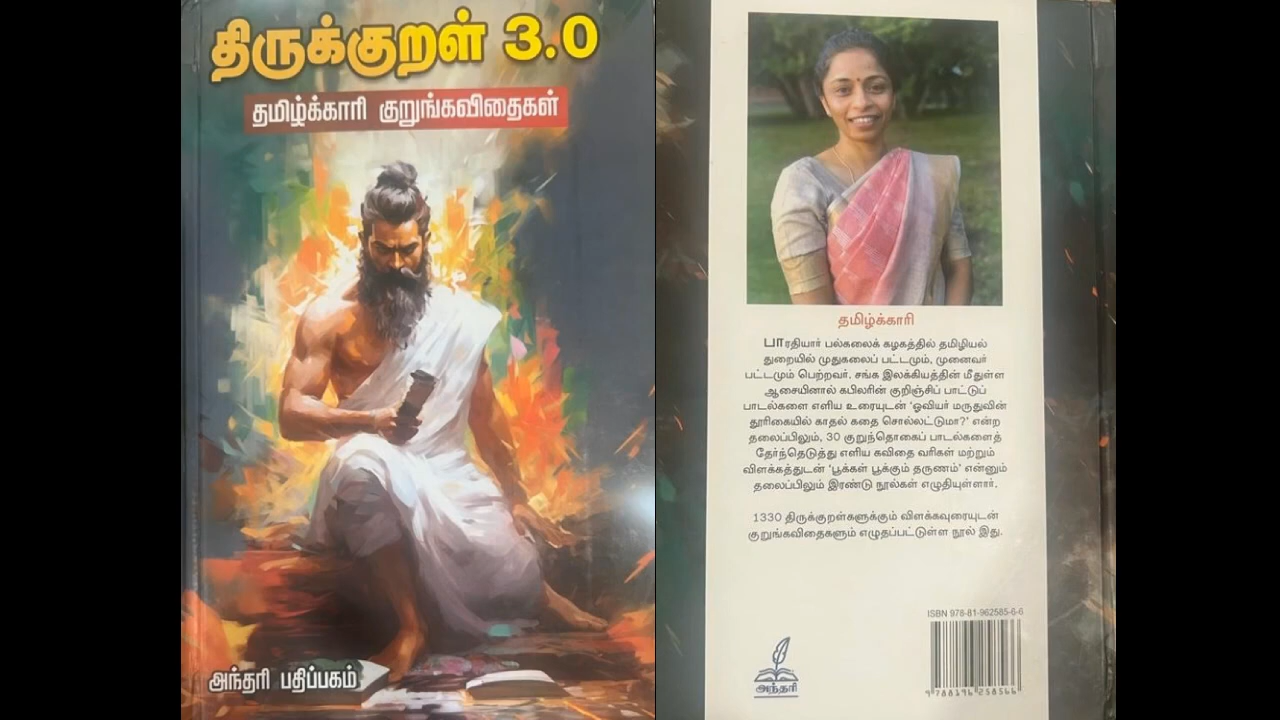 திருக்குறள் 3.0
தமிழ்க்காரி குறுங்கவிதைகள்
அந்தரி பதிப்பகம்
தமிழ்க்காரி
பாரதியார் பல்கலைக் கழகத்தில் தமிழியல்
துறையில் முதுகலைப் பட்டமும், முனைவர்
பட்டமும் பெற்றவர். சங்க இலக்கியத்தின் மீதுள்ள
ஆசையினால் கபிலரின் குறிஞ்சிப் பாட்டுப்
பாடல்களை எளிய உரையுடன் ‘ஓவியர் மருதுவின்
தூரிகையில் காதல் கதை சொல்லட்டுமா?’ என்ற
தலைப்பிலும், 30 குறுந்தொகைப் பாடல்களைத்
தேர்ந்தெடுத்து எளிய கவிதை வரிகள் மற்றும்
விளக்கத்துடன் ‘பூக்கள் பூக்கும் தருணம்’ என்னும்
தலைப்பிலும் இரண்டு நூல்கள் எழுதியுள்ளார்.
1330 திருக்குறள்களுக்கும் விளக்கவுரையுடன்
குறுங்கவிதைகளும் எழுதப்பட்டுள்ள நூல் இது.
ISBN 978-81-962585-6-6
அந்தரி
9 788196 258566